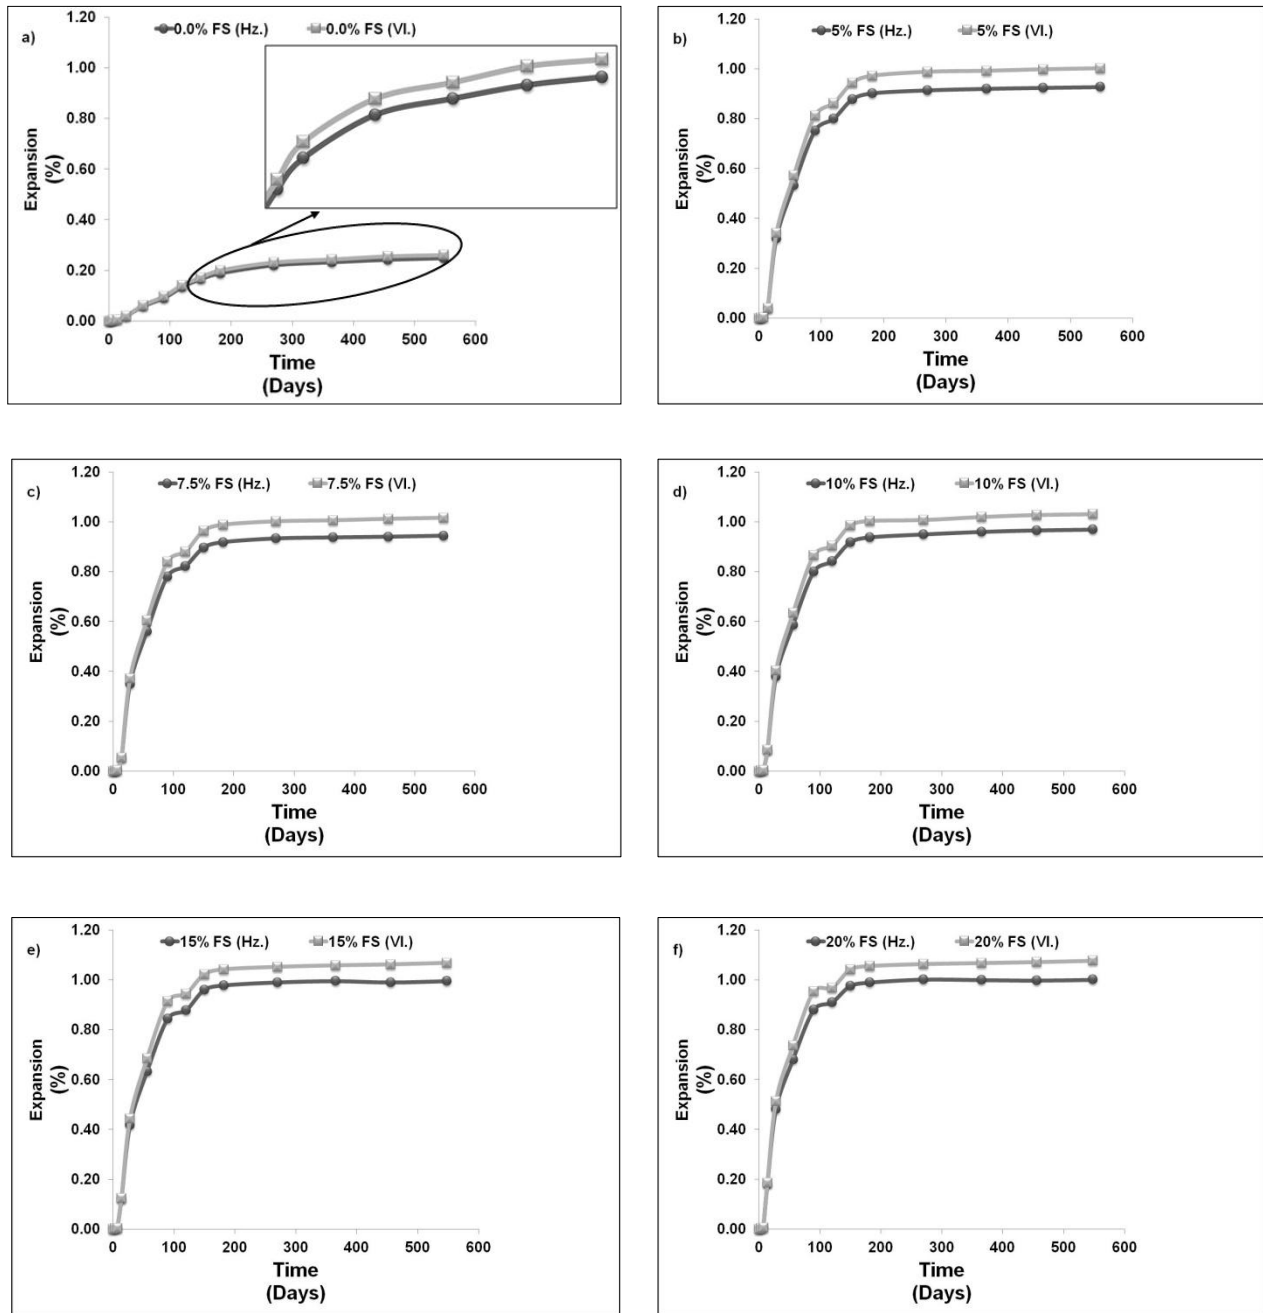 a)
0.0% FS (Hz.) 0.0% FS (Vl.)
1.20
1.00
0.80
0.60
0.40
0.20
0.00
Expansion
(%)
0 100 200 300 400 500 600
Time
(Days)
b)
5% FS (Hz.) 5% FS (Vl.)
1.20
1.00
0.80
0.60
0.40
0.20
0.00
Expansion
(%)
0 100 200 300 400 500 600
Time
(Days)
c)
7.5% FS (Hz.) 7.5% FS (Vl.)
1.20
1.00
0.80
0.60
0.40
0.20
0.00
Expansion
(%)
0 100 200 300 400 500 600
Time
(Days)
d)
10% FS (Hz.) 10% FS (Vl.)
1.20
1.00
0.80
0.60
0.40
0.20
0.00
Expansion
(%)
0 100 200 300 400 500 600
Time
(Days)
e)
15% FS (Hz.) 15% FS (Vl.)
1.20
1.00
0.80
0.60
0.40
0.20
0.00
Expansion
(%)
0 100 200 300 400 500 600
Time
(Days)
f)
20% FS (Hz.) 20% FS (Vl.)
1.20
1.00
0.80
0.60
0.40
0.20
0.00
Expansion
(%)
0 100 200 300 400 500 600
Time
(Days)